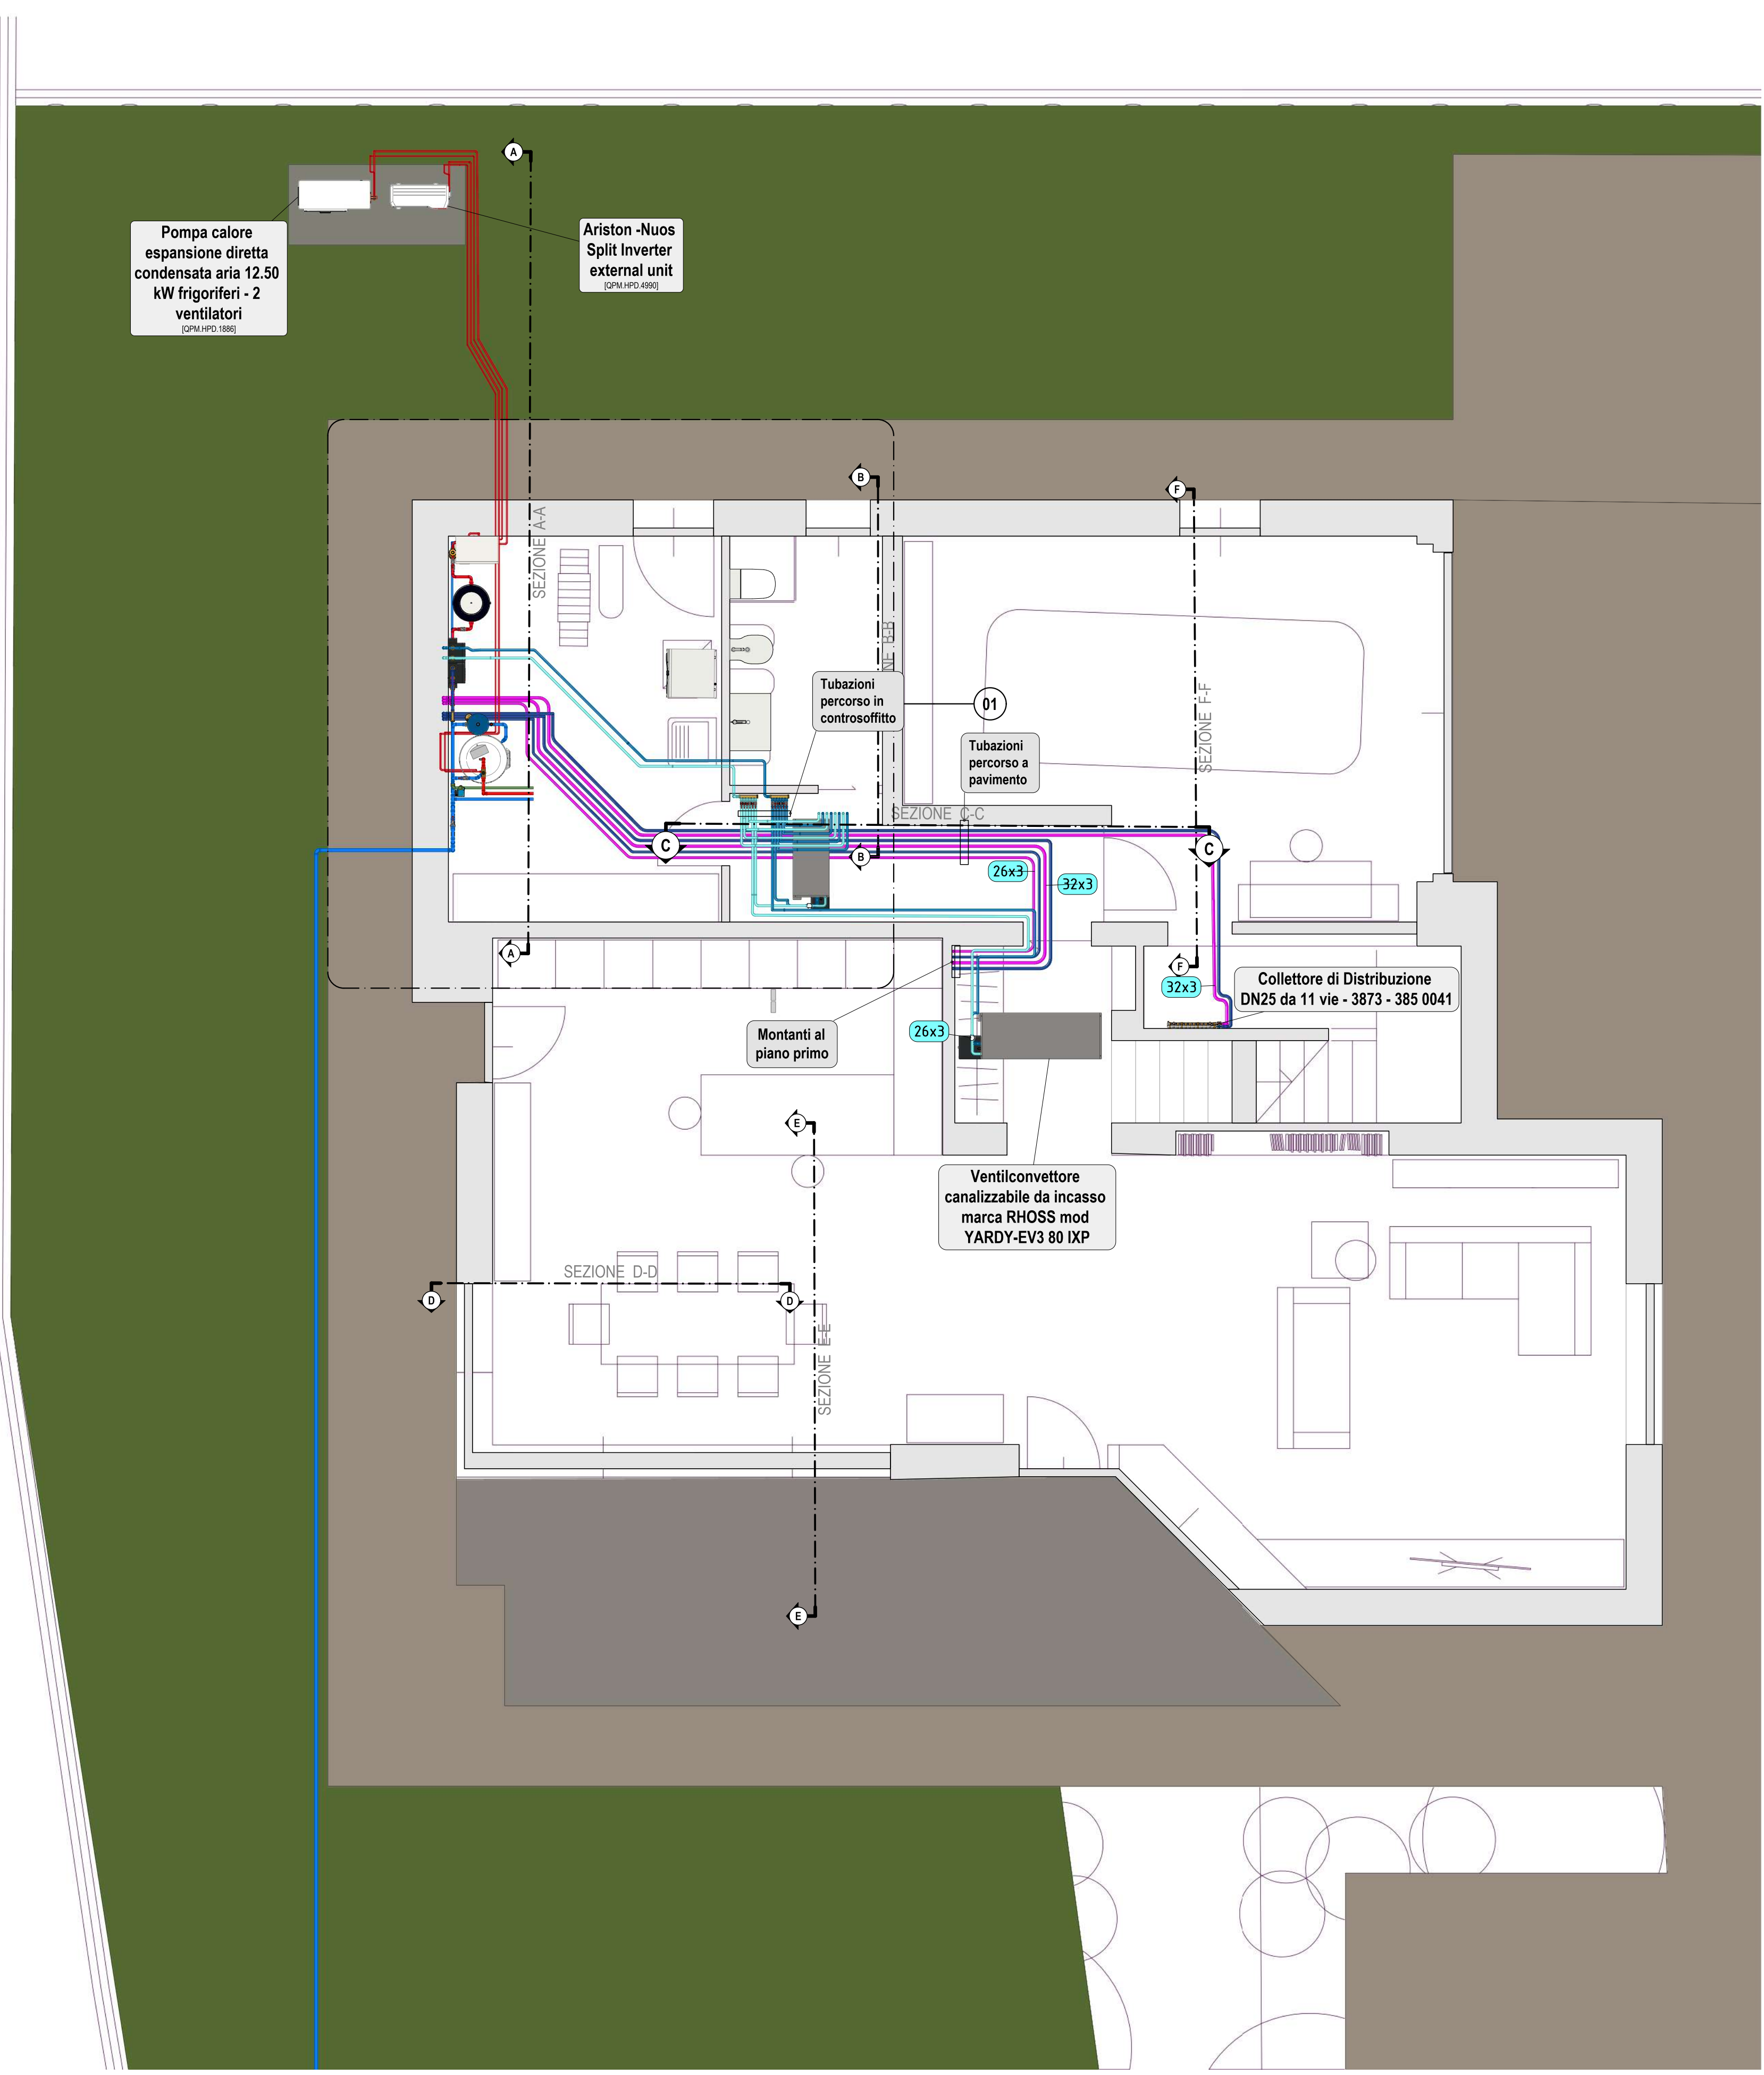 A
Pompa calore
espansione diretta
condensata aria 12.50
kW frigoriferi - 2
ventilatori
[QPM.HPD.1886]
Ariston -Nuos
Split Inverter
external unit
[QPM.HPD.4990]
B
F
SEZIONE A-A
B-B
Tubazioni
percorso in
controsoffitto
01
SEZIONE F-F
Tubazioni
percorso a
pavimento
SEZIONE C-C
C
B
C
26x3
32x3
A
F
32x3
Collettore di Distribuzione
DN25 da 11 vie - 3873 - 385 0041
Montanti al
piano primo
26x3
E
Ventilconvettore
canalizzabile da incasso
marca RHOSS mod
YARDY-EV3 80 IXP
SEZIONE D-D
D
D
SEZIONE E-E
E